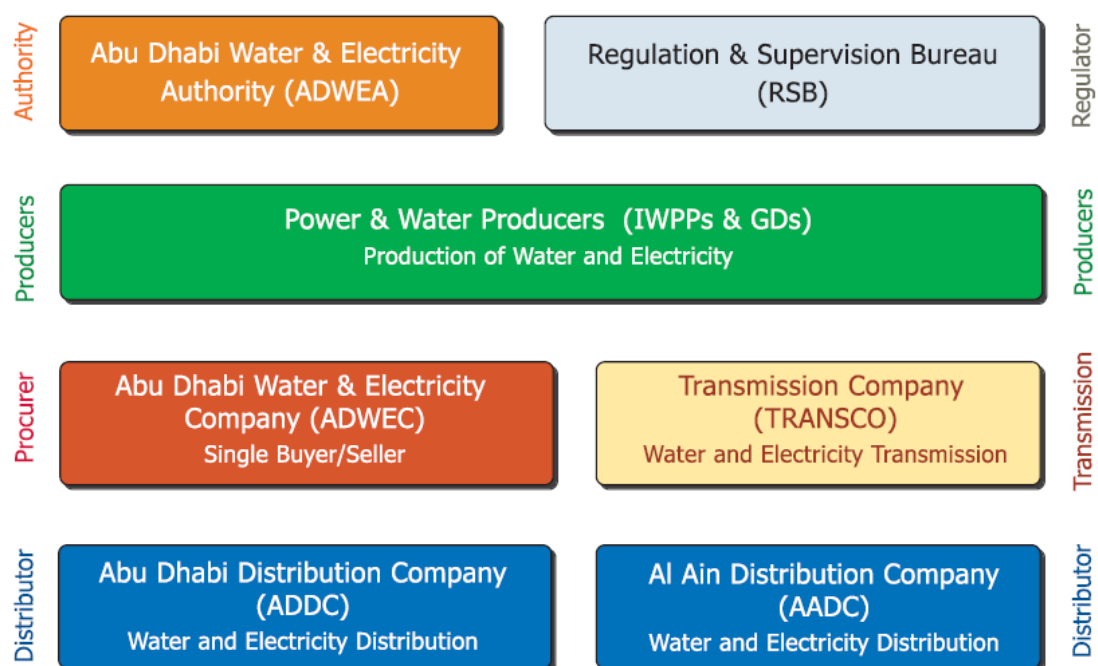 Authority
Abu Dhabi Water & Electricity
Authority (ADWEA)
Regulation & Supervision Bureau
(RSB)
Regulator
Producers
Power & Water Producers (IWPPs & GDs)
Production of Water and Electricity
Producers
Procurer
Abu Dhabi Water & Electricity
Company (ADWEC)
Single Buyer/Seller
Transmission Company
(TRANSCO)
Water and Electricity Transmission
Transmission
Distributor
Abu Dhabi Distribution Company
(ADDC)
Water and Electricity Distribution
Al Ain Distribution Company
(AADC)
Water and Electricity Distribution
Distributor